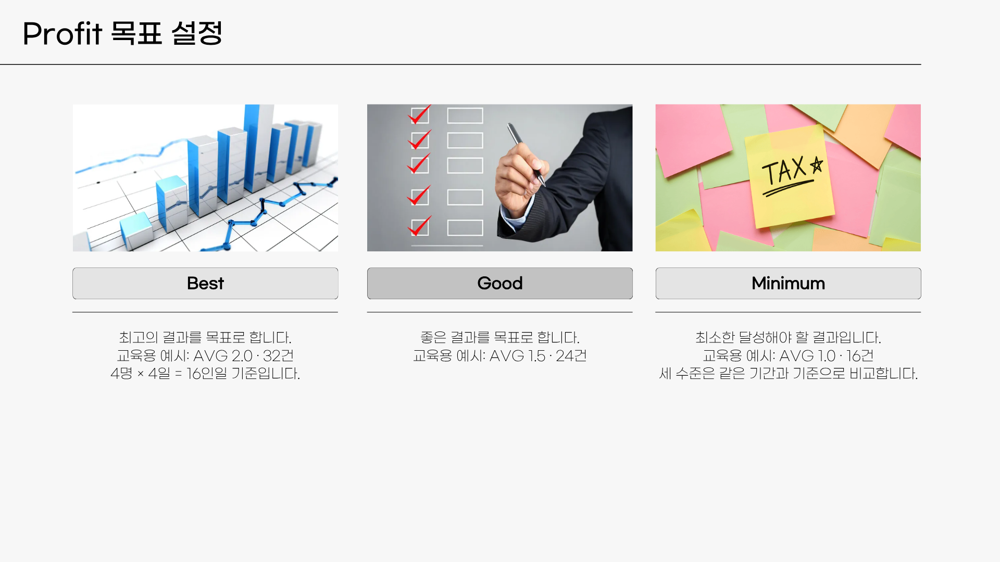 Profit 목표 설정
TAX☆
Best
Good
Minimum
최고의 결과를 목표로 합니다.
교육용 예시: AVG 2.0 · 32건
4명 × 4일 = 16인일 기준입니다.
좋은 결과를 목표로 합니다.
교육용 예시: AVG 1.5 · 24건
최소한 달성해야 할 결과입니다.
교육용 예시: AVG 1.0 · 16건
세 수준은 같은 기간과 기준으로 비교합니다.